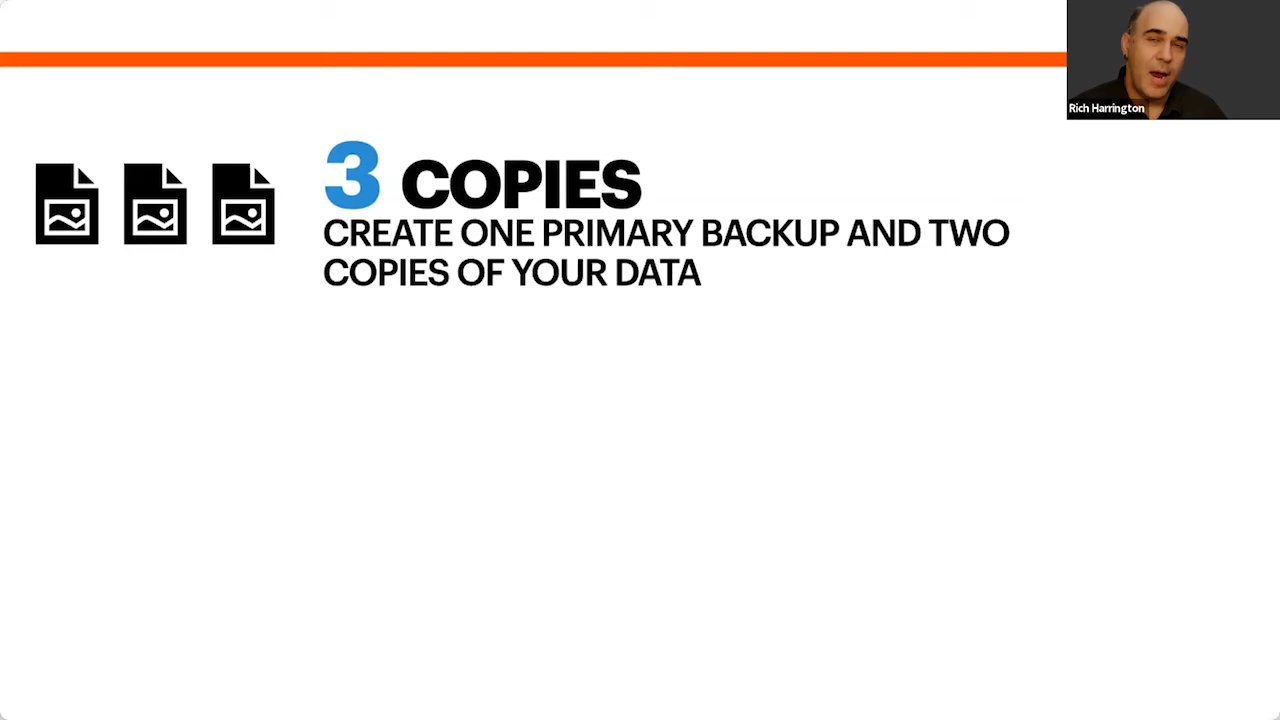 Rich Harrington
3 COPIES
CREATE ONE PRIMARY BACKUP AND TWO
COPIES OF YOUR DATA